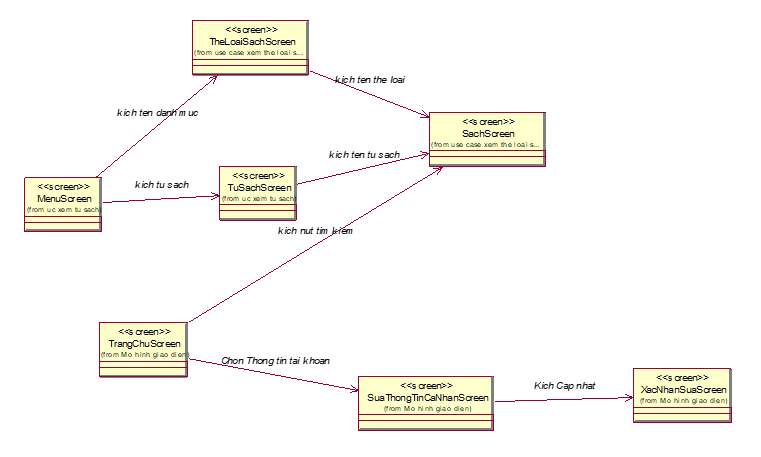 <<screen>>
TheLoaiSachScreen
(from use case xem the loai s...
kich ten the loai
kich ten danh muc
<<screen>>
SachScreen
(from use case xem the loai s...
kich ten tu sach
<<screen>>
MenuScreen
(from uc xem tu sach)
kich tu sach
<<screen>>
TuSachScreen
(from uc xem tu sach)
kich nut tim kiem
<<screen>>
TrangChuScreen
(from Mo hinh giao dien)
Chon Thong tin tai khoan
<<screen>>
SuaThongTinCaNhanScreen
(from Mo hinh giao dien)
Kich Cap nhat
<<screen>>
XacNhanSuaScreen
(from Mo hinh giao dien)